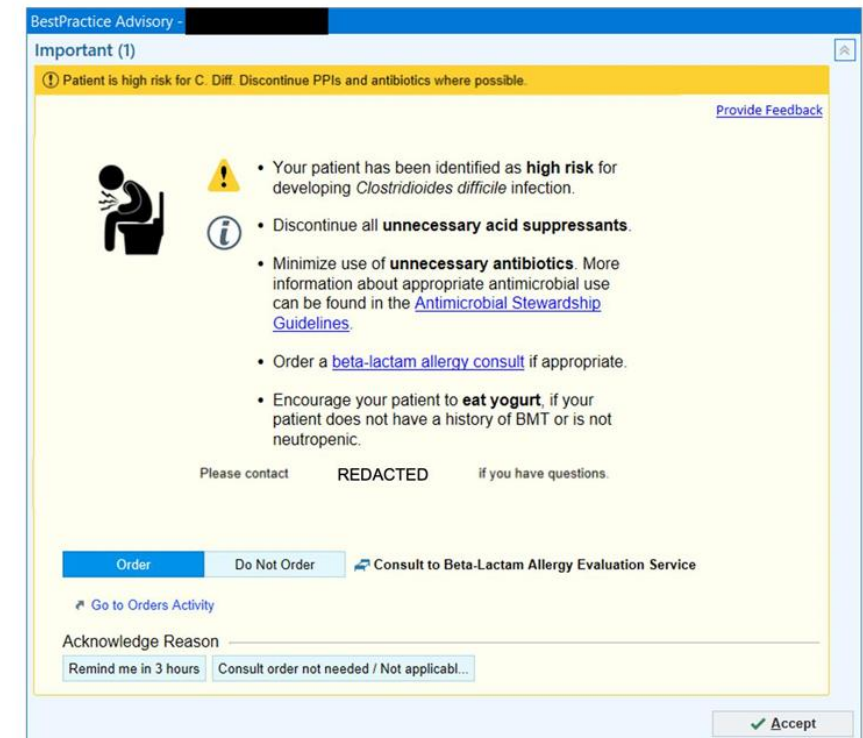 BestPractice Advisory -
Important (1)
Patient is high risk for C. Diff. Discontinue PPIs and antibiotics where possible.
Provide Feedback
• Your patient has been identified as high risk for
developing Clostridioides difficile infection.
• Discontinue all unnecessary acid suppressants.
• Minimize use of unnecessary antibiotics. More
information about appropriate antimicrobial use
can be found in the Antimicrobial Stewardship
Guidelines.
• Order a beta-lactam allergy consult if appropriate.
• Encourage your patient to eat yogurt, if your
patient does not have a history of BMT or is not
neutropenic.
Please contact REDACTED if you have questions.
Order Do Not Order Consult to Beta-Lactam Allergy Evaluation Service
Go to Orders Activity
Acknowledge Reason
Remind me in 3 hours Consult order not needed / Not applicabl...
Accept